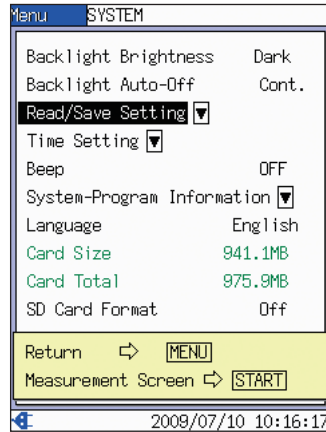 Menu SYSTEM
Backlight Brightness Dark
Backlight Auto-Off Cont.
Read/Save Setting ▼
Time Setting ▼
Beep OFF
System-Program Information ▼
Language English
Card Size 941.1MB
Card Total 975.9MB
SD Card Format Off
Return ⇨ MENU
Measurement Screen ⇨ START
2009/07/10 10:16:17